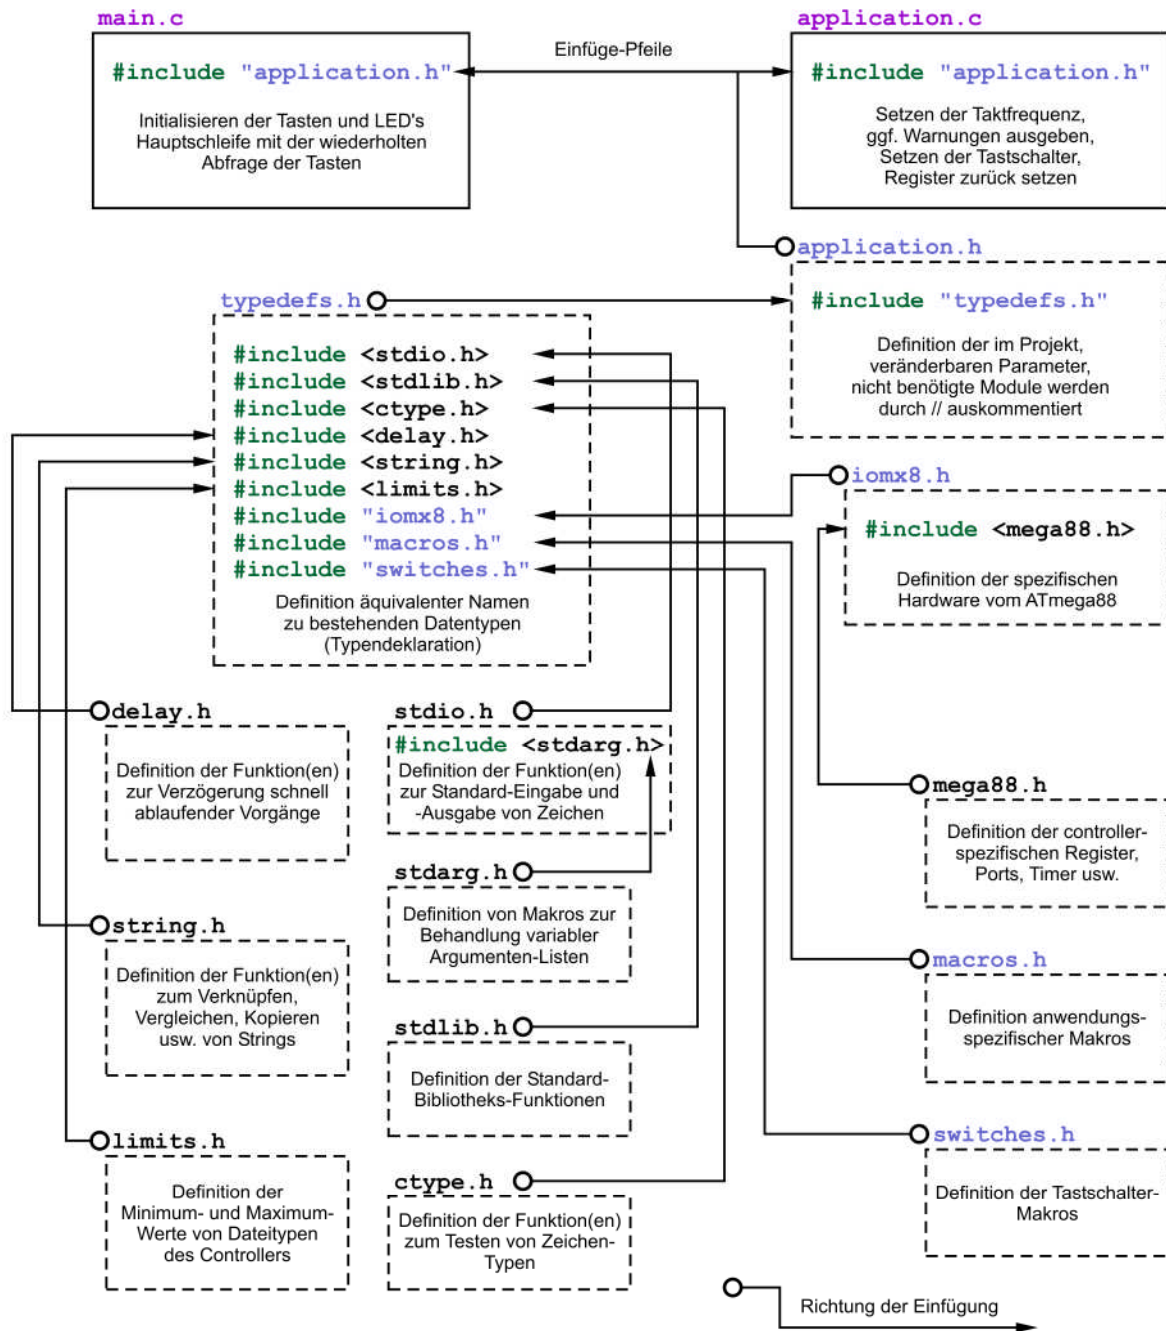 main.c
#include "application.h"
Initialisieren der Tasten und LED's
Hauptschleife mit der wiederholten
Abfrage der Tasten
Einfüge-Pfeile
application.c
#include "application.h"
Setzen der Taktfrequenz,
ggf. Warnungen ausgeben,
Setzen der Tastschalter,
Register zurück setzen
application.h
#include "typedefs.h"
Definition der im Projekt,
veränderbaren Parameter,
nicht benötigte Module werden
durch // auskommentiert
typedefs.h
#include <stdio.h>
#include <stdlib.h>
#include <ctype.h>
#include <delay.h>
#include <string.h>
#include <limits.h>
#include "iomx8.h"
#include "macros.h"
#include "switches.h"
Definition äquivalenter Namen
zu bestehenden Datentypen
(Typendeklaration)
iomx8.h
#include <mega88.h>
Definition der spezifischen
Hardware vom ATmega88
delay.h
Definition der Funktion(en)
zur Verzögerung schnell
ablaufender Vorgänge
stdio.h
#include <stdarg.h>
Definition der Funktion(en)
zur Standard-Eingabe und
-Ausgabe von Zeichen
mega88.h
Definition der controller-
spezifischen Register,
Ports, Timer usw.
stdarg.h
Definition von Makros zur
Behandlung variabler
Argumenten-Listen
string.h
Definition der Funktion(en)
zum Verknüpfen,
Vergleichen, Kopieren
usw. von Strings
macros.h
Definition anwendungs-
spezifischer Makros
stdlib.h
Definition der Standard-
Bibliotheks-Funktionen
limits.h
Definition der
Minimum- und Maximum-
Werte von Dateitypen
des Controllers
switches.h
Definition der Tastschalter-
Makros
ctype.h
Definition der Funktion(en)
zum Testen von Zeichen-
Typen
Richtung der Einfügung